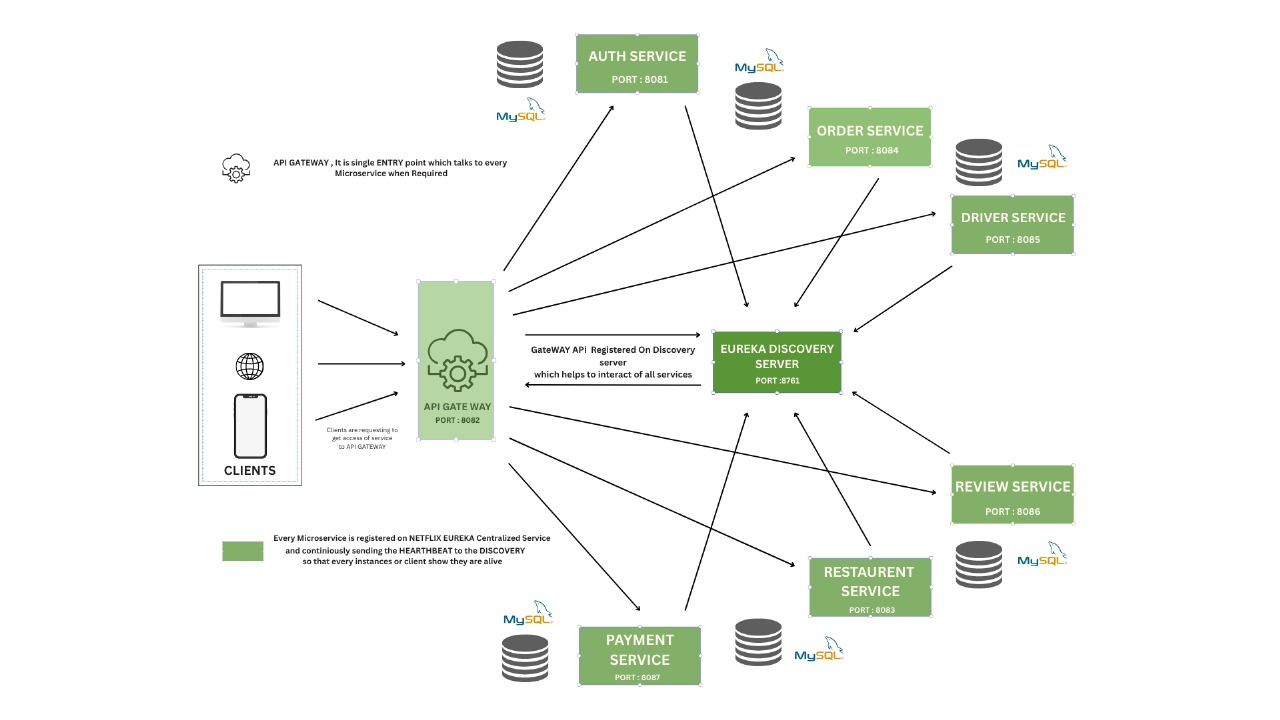 AUTH SERVICE
PORT : 8081
MySQL
MySQL
ORDER SERVICE
PORT : 8084
MySQL
DRIVER SERVICE
PORT : 8085
API GATEWAY , It is single ENTRY point which talks to every
Microservice when Required
CLIENTS
Clients are requesting to
get access of service
to API GATEWAY
API GATE WAY
PORT : 8082
GateWAY APi Registered On Discovery
server
which helps to interact of all services
EUREKA DISCOVERY
SERVER
PORT :8761
REVIEW SERVICE
PORT : 8086
MySQL
Every Microservice is registered on NETFLIX EUREKA Centralized Service
and continiously sending the HEARTHBEAT to the DISCOVERY
so that every instances or client show they are alive
RESTAURENT
SERVICE
PORT : 8083
MySQL
MySQL
PAYMENT
SERVICE
PORT : 8087